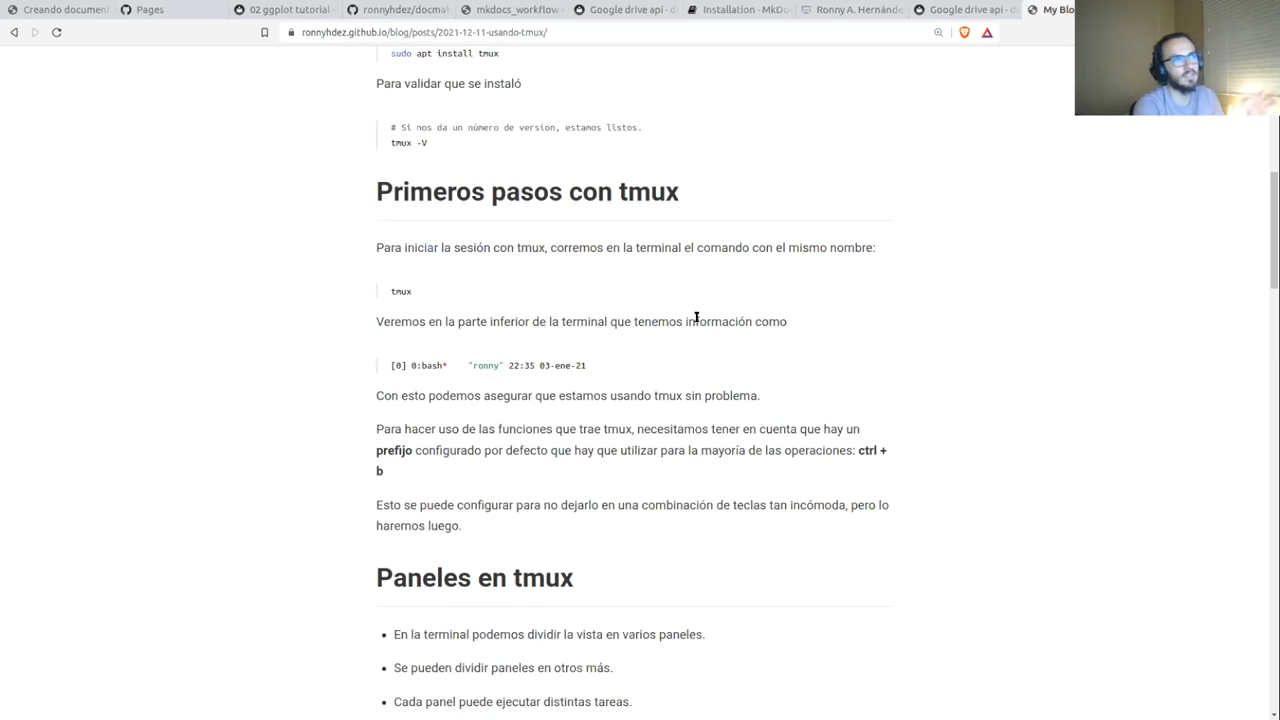 Creando document
Pages
02 ggplot tutorial
ronnyhdez/docma
mkdocs_workflow
Google drive api - d
Installation - MkDo
Ronny A. Hernánde
Google drive api - d
My Blo
ronnyhdez.github.io/blog/posts/2021-12-11-usando-tmux/
sudo apt install tmux
Para validar que se instaló
# Si nos da un número de version, estamos listos.
tmux -V
Primeros pasos con tmux
Para iniciar la sesión con tmux, corremos en la terminal el comando con el mismo nombre:
tmux
Veremos en la parte inferior de la terminal que tenemos información como
[0] 0:bash* "ronny" 22:35 03-ene-21
Con esto podemos asegurar que estamos usando tmux sin problema.
Para hacer uso de las funciones que trae tmux, necesitamos tener en cuenta que hay un
prefijo configurado por defecto que hay que utilizar para la mayoría de las operaciones: ctrl +
b
Esto se puede configurar para no dejarlo en una combinación de teclas tan incómoda, pero lo
haremos luego.
Paneles en tmux
• En la terminal podemos dividir la vista en varios paneles.
• Se pueden dividir paneles en otros más.
• Cada panel puede ejecutar distintas tareas.